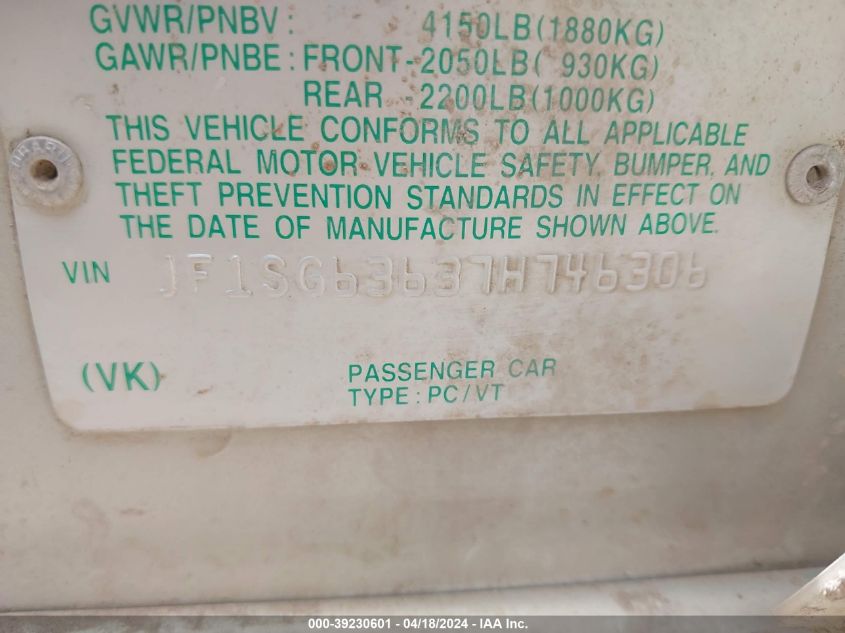 GVWR/PNBV: 4150LB(1880KG)
GAWR/PNBE: FRONT-2050LB( 930KG)
REAR -2200LB(1000KG)
THIS VEHICLE CONFORMS TO ALL APPLICABLE
FEDERAL MOTOR VEHICLE SAFETY, BUMPER, AND
THEFT PREVENTION STANDARDS IN EFFECT ON
THE DATE OF MANUFACTURE SHOWN ABOVE.
VIN JF1SG63637H746306
(VK) PASSENGER CAR
TYPE: PC/VT
000-39230601 - 04/18/2024 - IAA Inc.